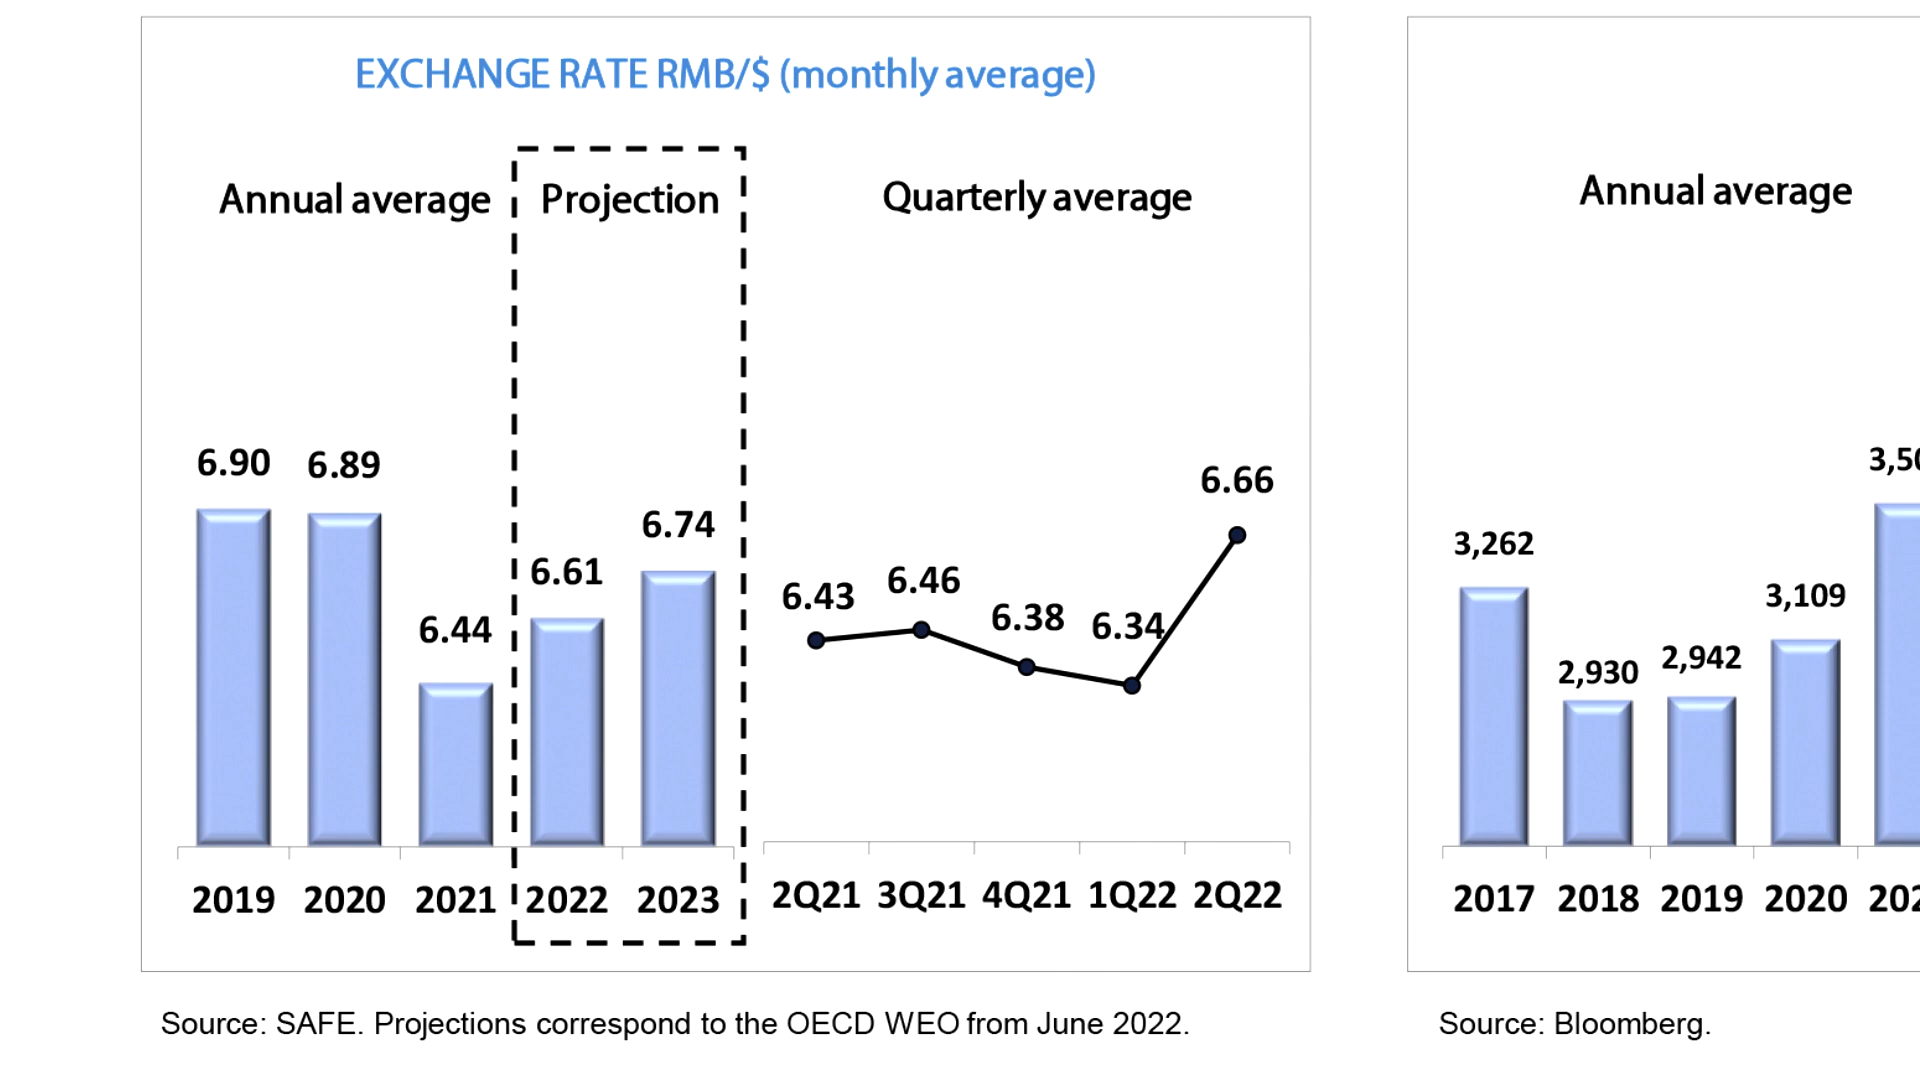 EXCHANGE RATE RMB/$ (monthly average)
Annual average
Projection
Quarterly average
6.90
6.89
6.44
6.61
6.74
2019
2020
2021
2022
2023
6.43
6.46
6.38
6.34
6.66
2Q21
3Q21
4Q21
1Q22
2Q22
Source: SAFE. Projections correspond to the OECD WEO from June 2022.
Annual average
3,262
2,930
2,942
3,109
2017
2018
2019
2020
Source: Bloomberg.